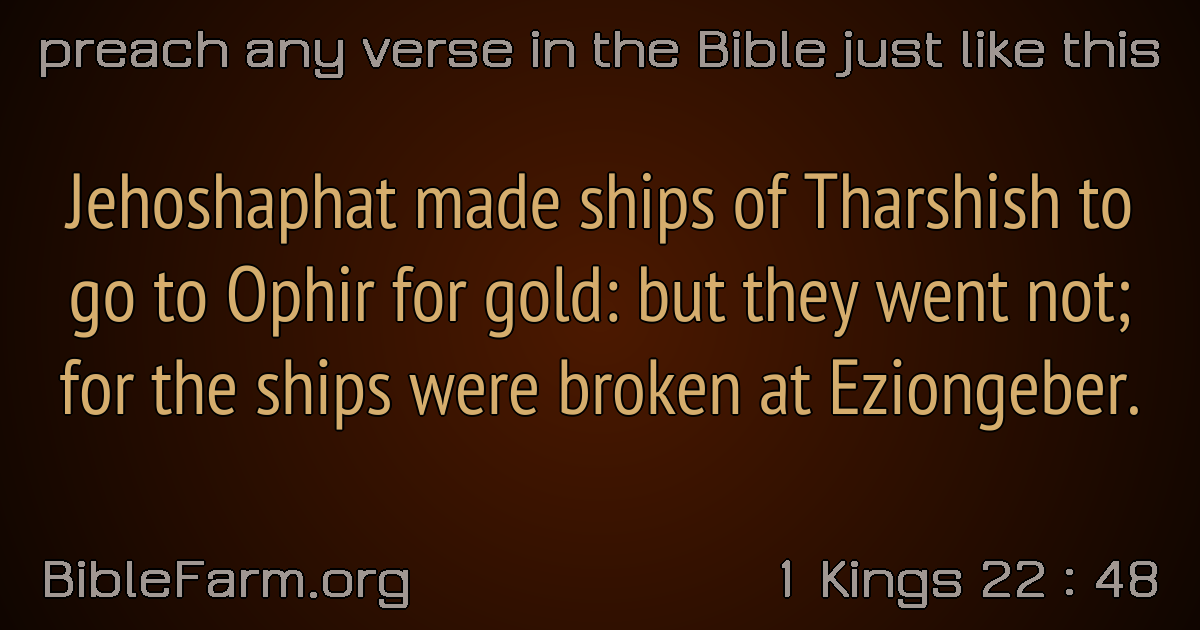 preach any verse in the Bible just like this
Jehoshaphat made ships of Tharshish to
go to Ophir for gold: but they went not;
for the ships were broken at Eziongeber.
BibleFarm.org
1 Kings 22 : 48